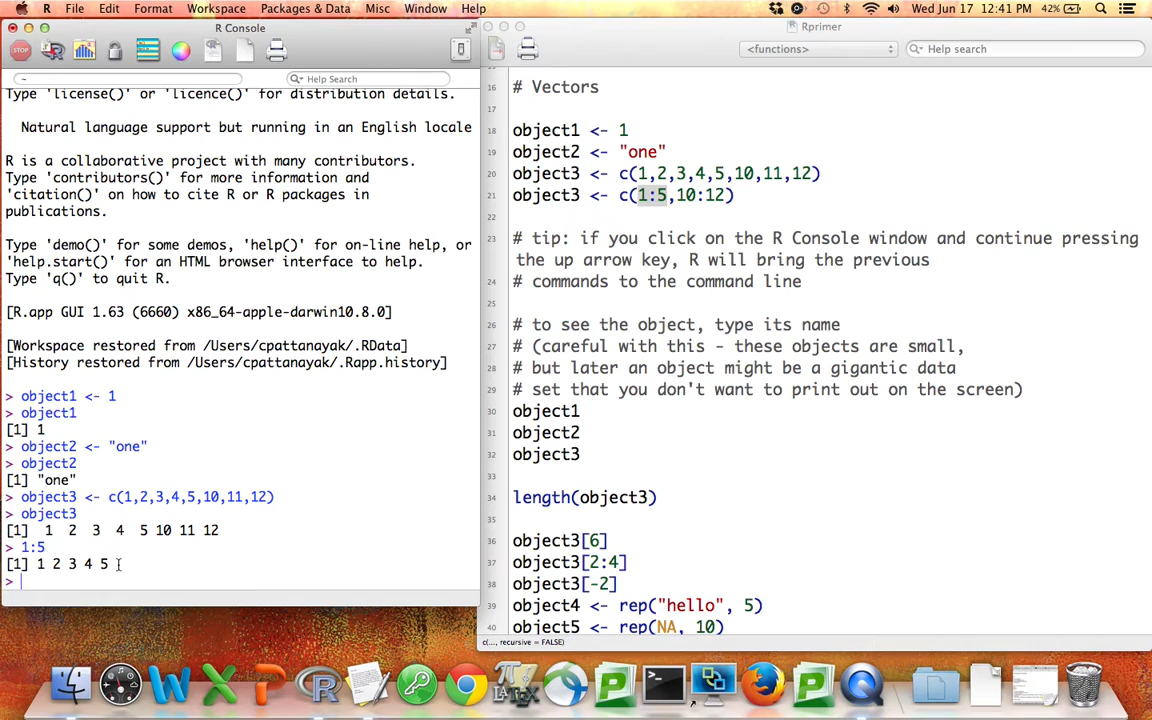 R File Edit Format Workspace Packages & Data Misc Window Help Wed Jun 17 12:41 PM 42%
R Console
STOP
~
Help Search
Type 'license()' or 'licence()' for distribution details.
Natural language support but running in an English locale
R is a collaborative project with many contributors.
Type 'contributors()' for more information and
'citation()' on how to cite R or R packages in
publications.
Type 'demo()' for some demos, 'help()' for on-line help, or
'help.start()' for an HTML browser interface to help.
Type 'q()' to quit R.
[R.app GUI 1.63 (6660) x86_64-apple-darwin10.8.0]
[Workspace restored from /Users/cpattanayak/.RData]
[History restored from /Users/cpattanayak/.Rapp.history]
> object1 <- 1
> object1
[1] 1
> object2 <- "one"
> object2
[1] "one"
> object3 <- c(1,2,3,4,5,10,11,12)
> object3
[1] 1 2 3 4 5 10 11 12
> 1:5
[1] 1 2 3 4 5
>
Rprimer
<functions>
Help search
16 # Vectors
17
18 object1 <- 1
19 object2 <- "one"
20 object3 <- c(1,2,3,4,5,10,11,12)
21 object3 <- c(1:5,10:12)
22
23 # tip: if you click on the R Console window and continue pressing
the up arrow key, R will bring the previous
24 # commands to the command line
25
26 # to see the object, type its name
27 # (careful with this - these objects are small,
28 # but later an object might be a gigantic data
29 # set that you don't want to print out on the screen)
30 object1
31 object2
32 object3
33
34 length(object3)
35
36 object3[6]
37 object3[2:4]
38 object3[-2]
39 object4 <- rep("hello", 5)
40 object5 <- rep(NA, 10)
c(..., recursive = FALSE)